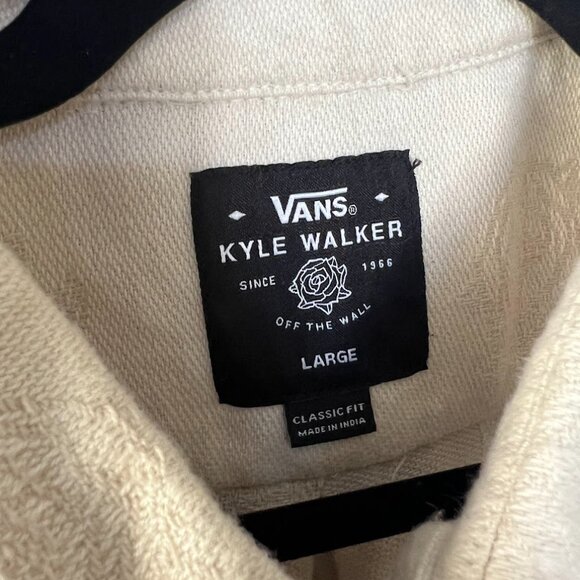 VANS®
KYLE WALKER
SINCE 1966
OFF THE WALL
LARGE
CLASSIC FIT
MADE IN INDIA